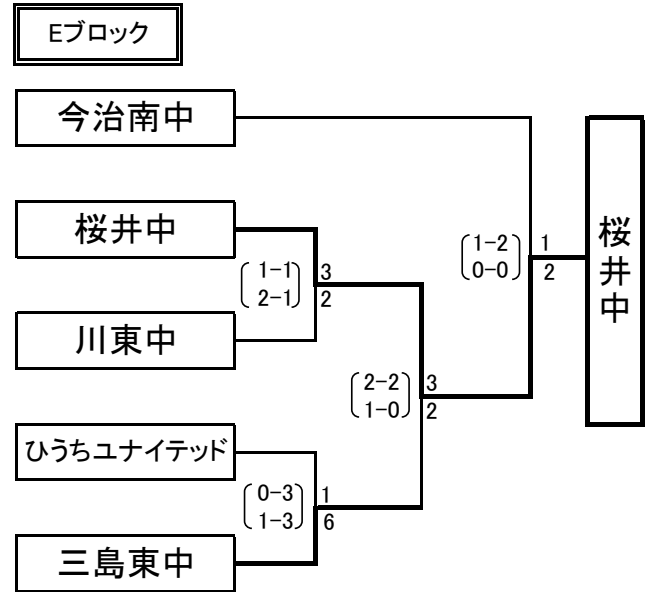 Eブロック
今治南中
桜井中
1-1 3
2-1 2
川東中
ひうちユナイテッド
0-3 1
1-3 6
三島東中
2-2 3
1-0 2
1-2 1
0-0 2
桜井中